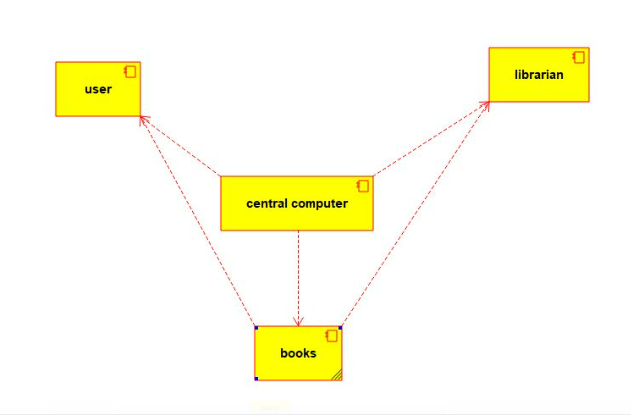 user
librarian
central computer
books